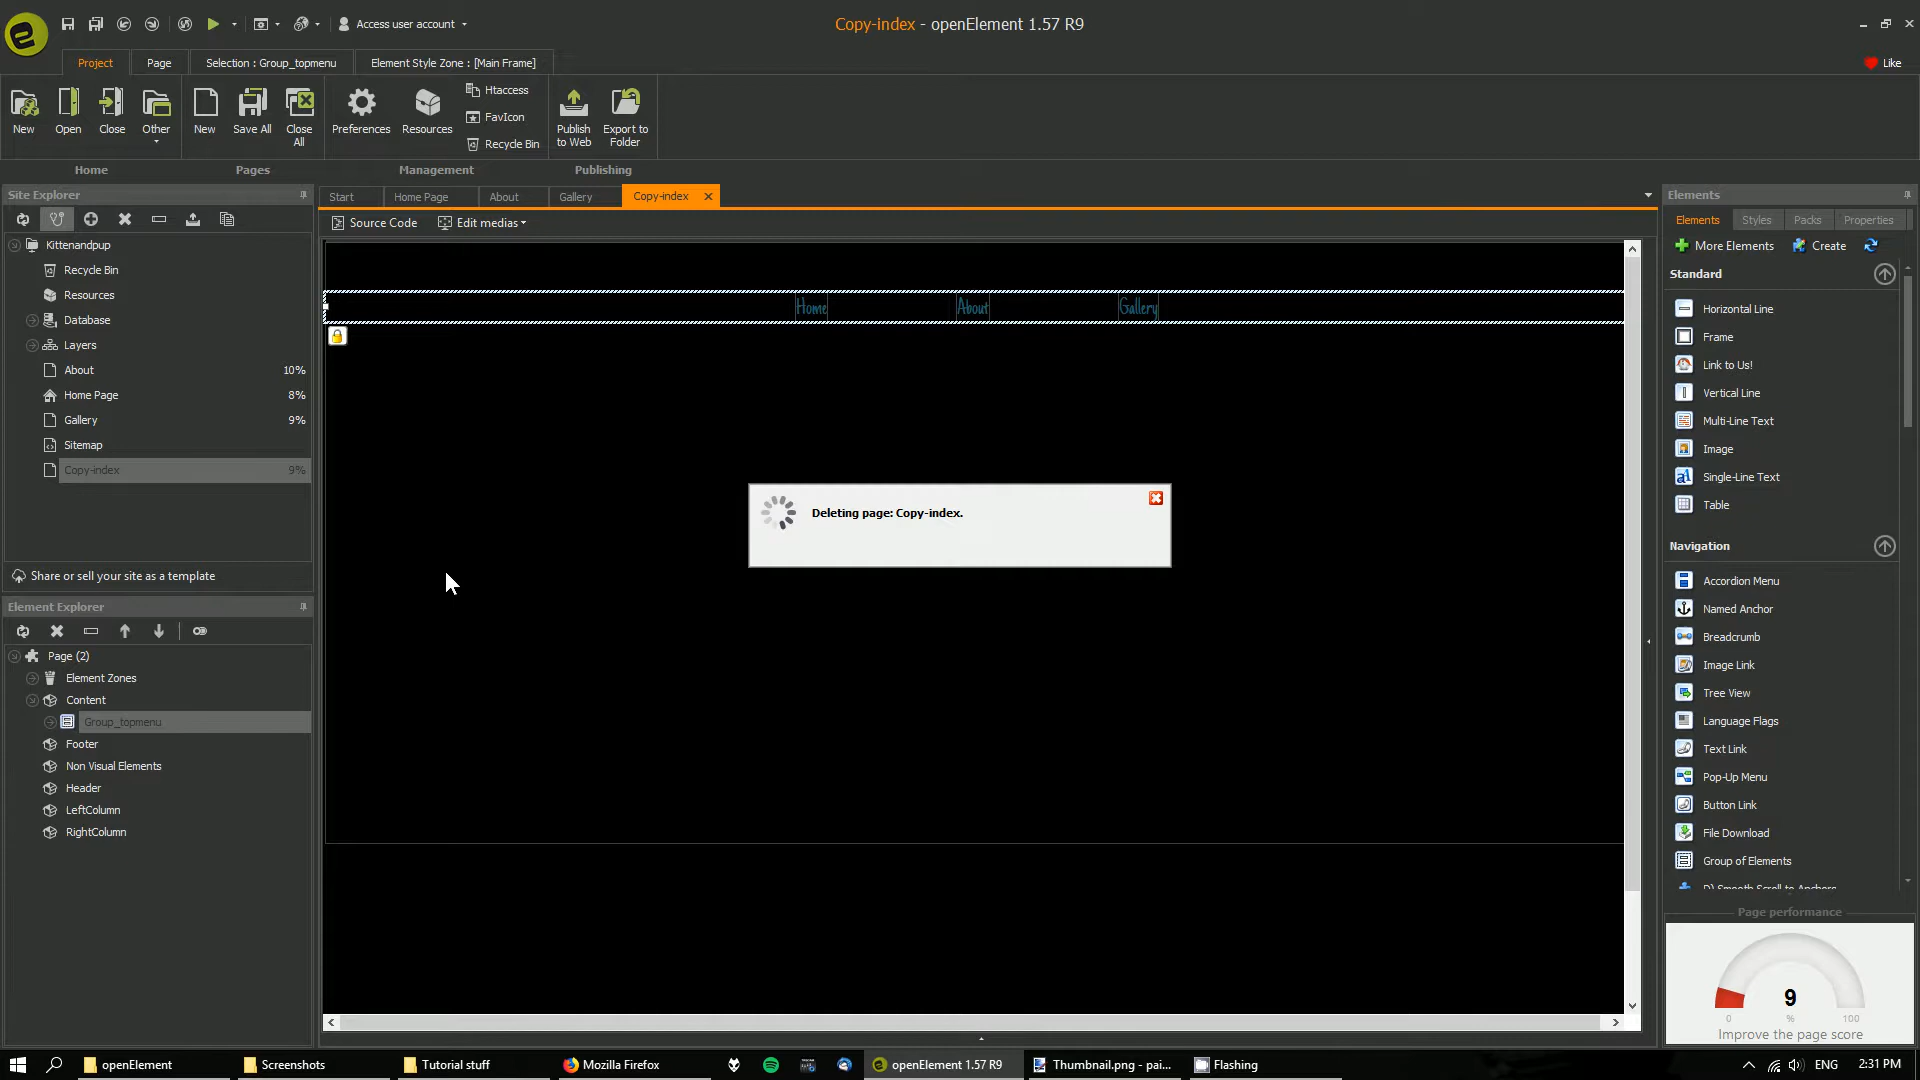 Access user account
Copy-index - openElement 1.57 R9
Project
Page
Selection : Group_topmenu
Element Style Zone : [Main Frame]
Like
New
Open
Close
Other
New
Save All
Close All
Preferences
Resources
Htaccess
FavIcon
Recycle Bin
Publish to Web
Export to Folder
Home
Pages
Management
Publishing
Site Explorer
Kittenandpup
Recycle Bin
Resources
Database
Layers
About 10%
Home Page 8%
Gallery 9%
Sitemap
Copy-index 9%
Share or sell your site as a template
Element Explorer
Page (2)
Element Zones
Content
Group_topmenu
Footer
Non Visual Elements
Header
LeftColumn
RightColumn
Start
Home Page
About
Gallery
Copy-index
Source Code
Edit medias
Home
About
Gallery
Deleting page: Copy-index.
Elements
Elements
Styles
Packs
Properties
More Elements
Create
Standard
Horizontal Line
Frame
Link to Us!
Vertical Line
Multi-Line Text
Image
Single-Line Text
Table
Navigation
Accordion Menu
Named Anchor
Breadcrumb
Image Link
Tree View
Language Flags
Text Link
Pop-Up Menu
Button Link
File Download
Group of Elements
D) Smooth Scroll to Anchors
Page performance
9
0 % 100
Improve the page score
openElement
Screenshots
Tutorial stuff
Mozilla Firefox
openElement 1.57 R9
Thumbnail.png - pai...
Flashing
ENG
2:31 PM